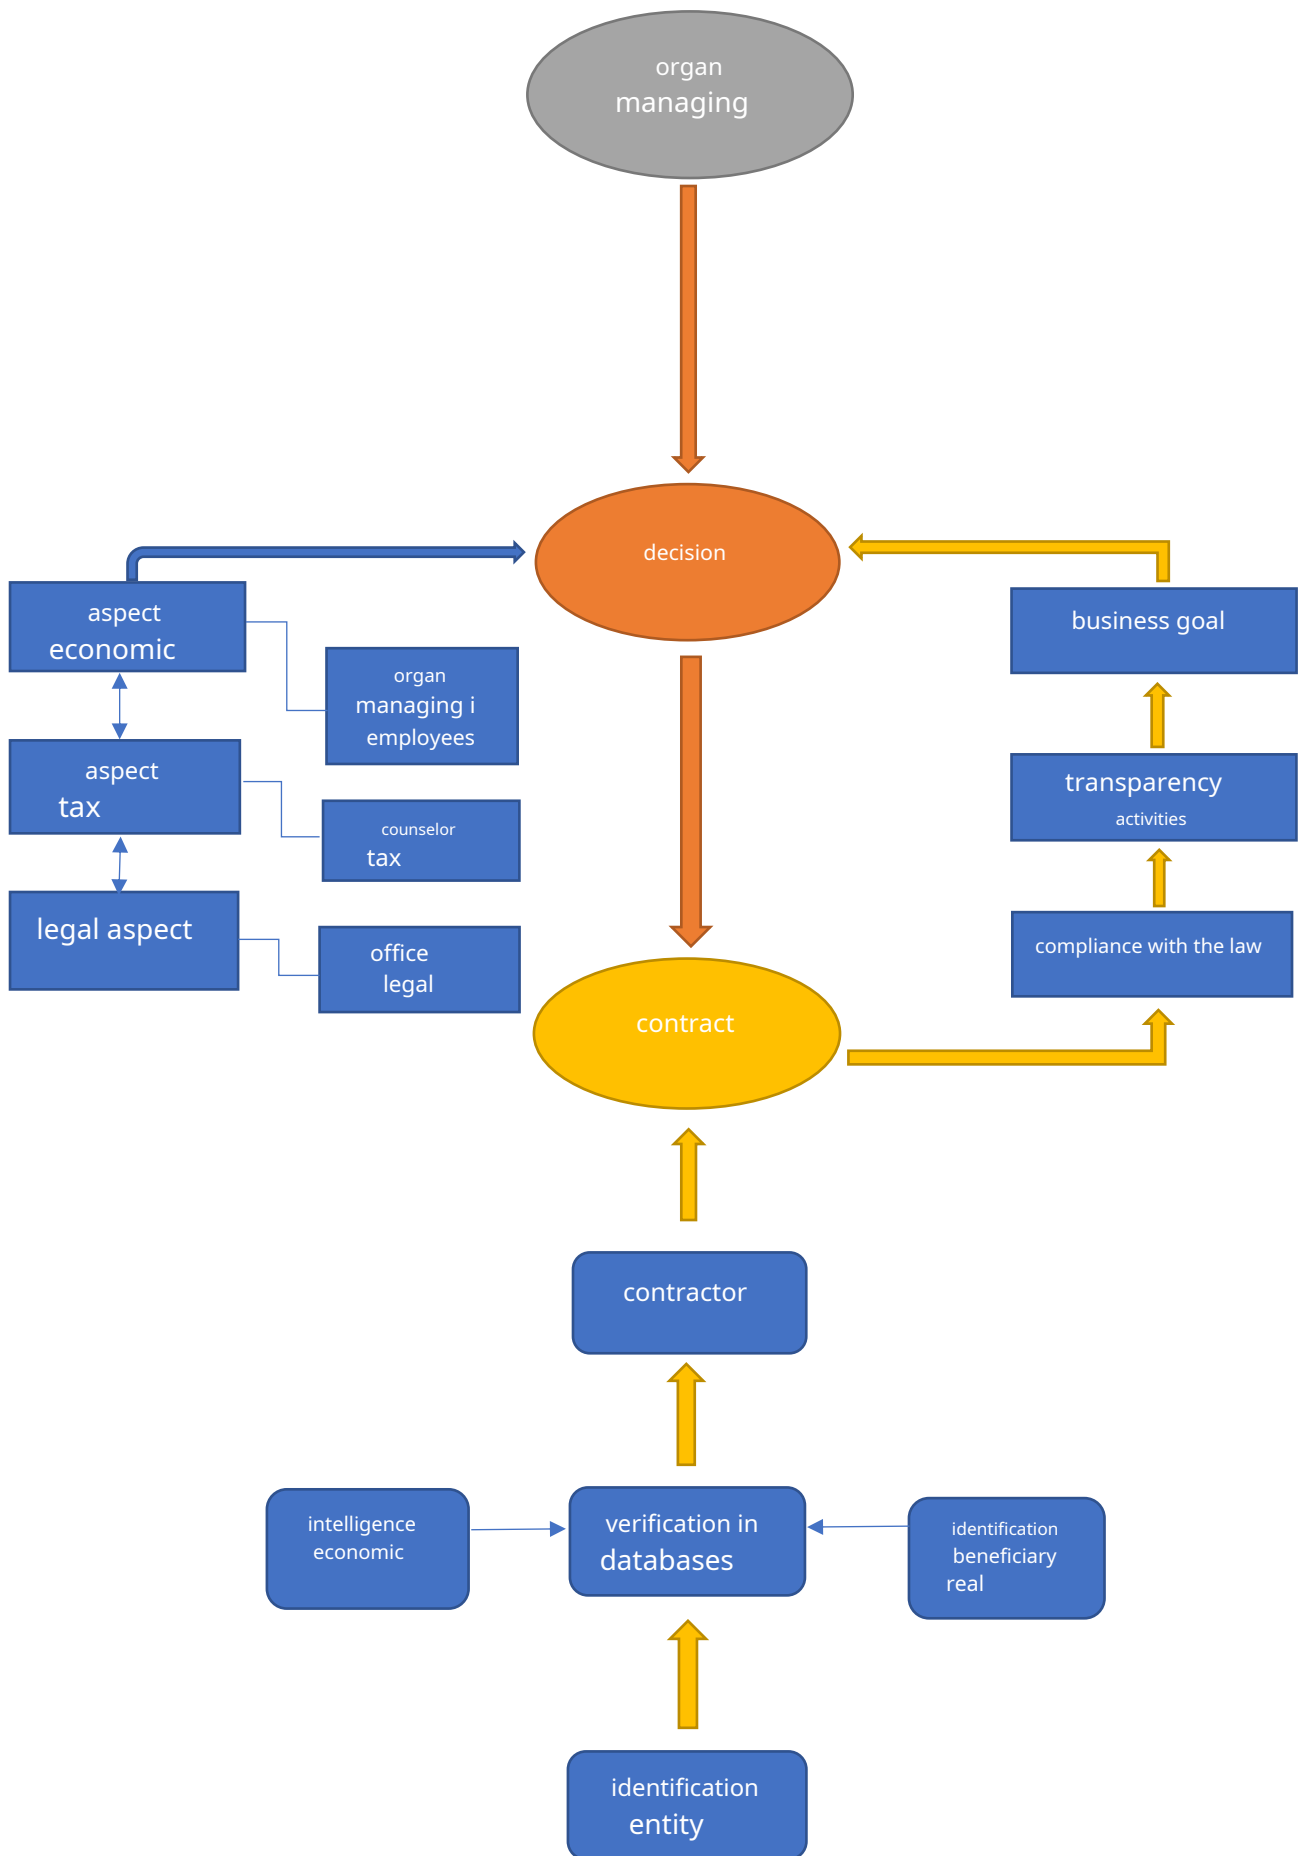 organ
managing
decision
aspect
economic
organ
managing i
employees
aspect
tax
counselor
tax
legal aspect
office
legal
business goal
transparency
activities
compliance with the law
contract
contractor
intelligence
economic
verification in
databases
identification
beneficiary
real
identification
entity